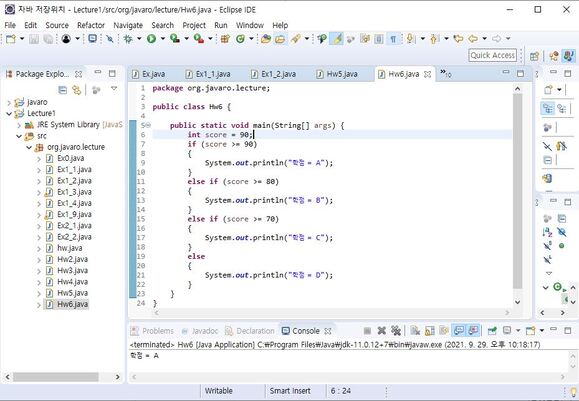 자바 저장위치 - Lecture1/src/org/javaro/lecture/Hw6.java - Eclipse IDE
File Edit Source Refactor Navigate Search Project Run Window Help
Quick Access
Package Explo...
javaro
Lecture1
JRE System Library [JavaS
src
org.javaro.lecture
Ex0.java
Ex1_1.java
Ex1_2.java
Ex1_3.java
Ex1_4.java
Ex1_9.java
Ex2_1.java
Ex2_2.java
hw.java
Hw2.java
Hw3.java
Hw4.java
Hw5.java
Hw6.java
Ex.java Ex1_1.java Ex1_2.java Hw5.java Hw6.java »10
1 package org.javaro.lecture;
2
3 public class Hw6 {
4
5 public static void main(String[] args) {
6 int score = 90;
7 if (score >= 90)
8 {
9 System.out.println("학점 = A");
10 }
11 else if (score >= 80)
12 {
13 System.out.println("학점 = B");
14 }
15 else if (score >= 70)
16 {
17 System.out.println("학점 = C");
18 }
19 else
20 {
21 System.out.println("학점 = D");
22 }
23 }
24 }
Problems Javadoc Declaration Console
<terminated> Hw6 [Java Application] C:₩Program Files₩Java₩jdk-11.0.12+7₩bin₩javaw.exe (2021. 9. 29. 오후 10:18:17)
학점 = A
Writable Smart Insert 6 : 24